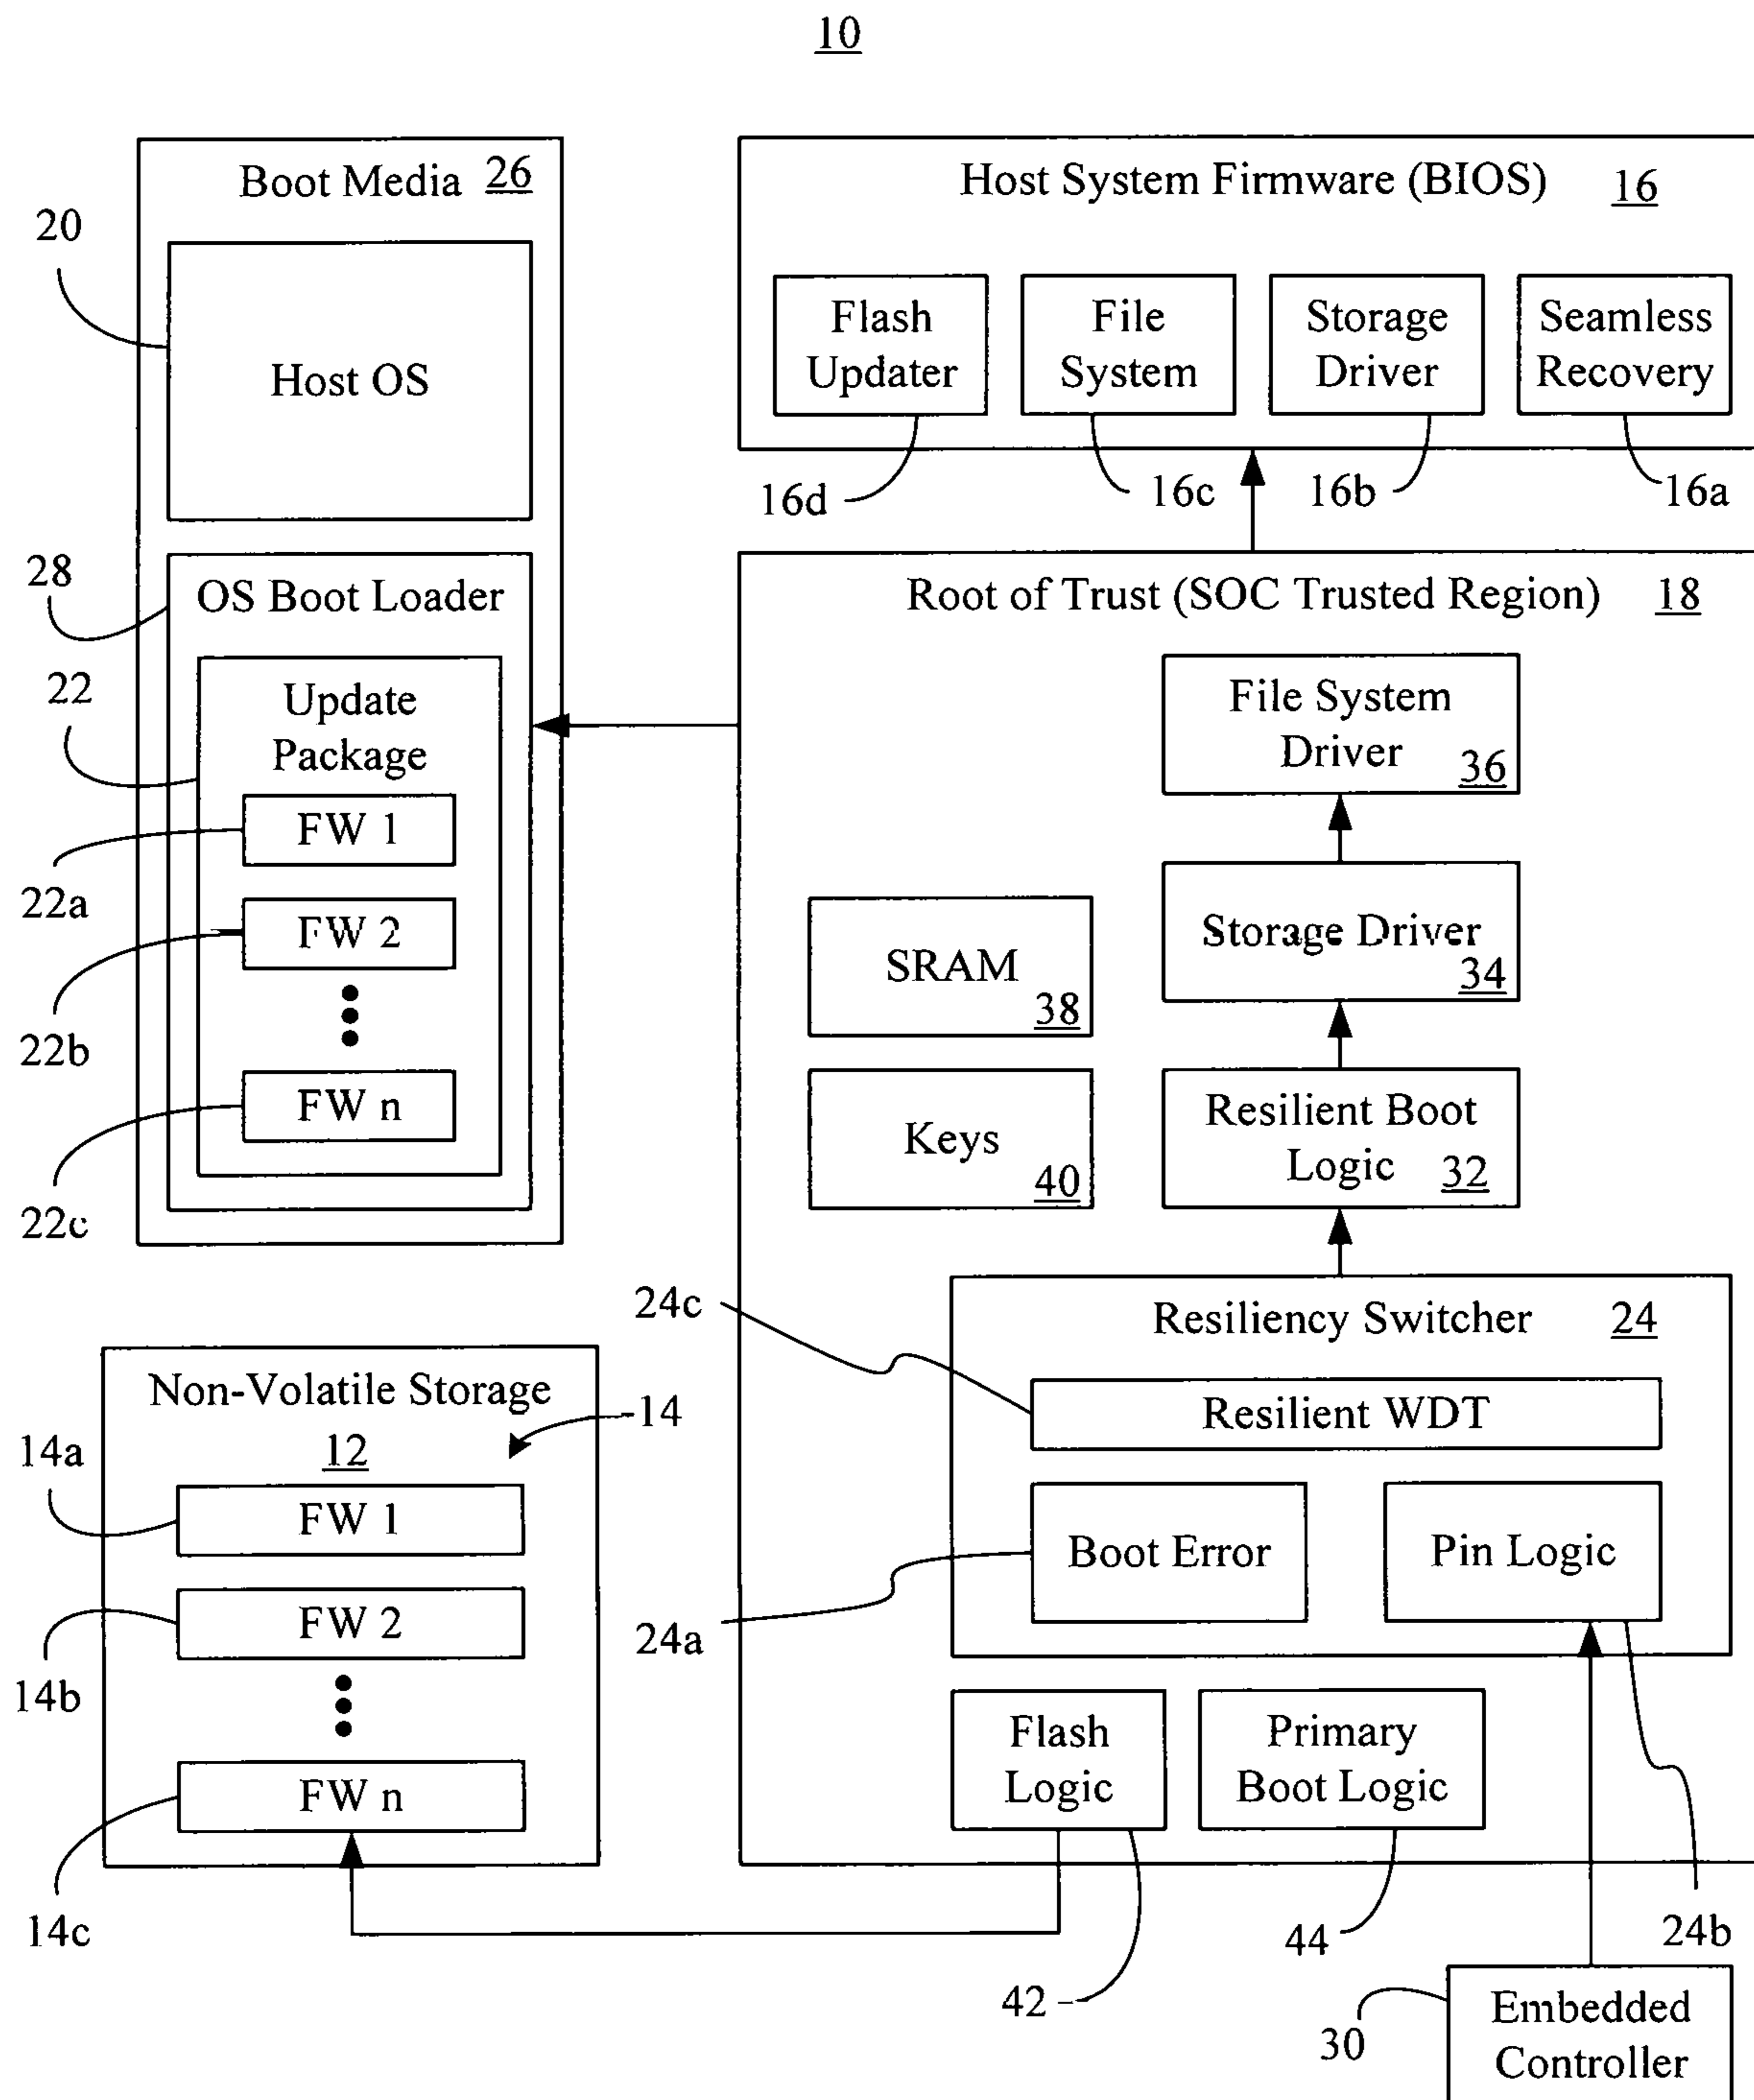 10
Boot Media 26
20
Host OS
28
OS Boot Loader
22
Update
Package
FW 1
22a
FW 2
22b
FW n
22c
Non-Volatile Storage
12
14
14a
FW 1
FW 2
14b
FW n
14c
Host System Firmware (BIOS) 16
Flash
Updater
File
System
Storage
Driver
Seamless
Recovery
16d
16c
16b
16a
Root of Trust (SOC Trusted Region) 18
File System
Driver 36
Storage Driver
34
SRAM
38
Keys
40
Resilient Boot
Logic 32
24c
Resiliency Switcher 24
Resilient WDT
Boot Error
Pin Logic
24a
Flash
Logic
Primary
Boot Logic
42
44
24b
30
Embedded
Controller